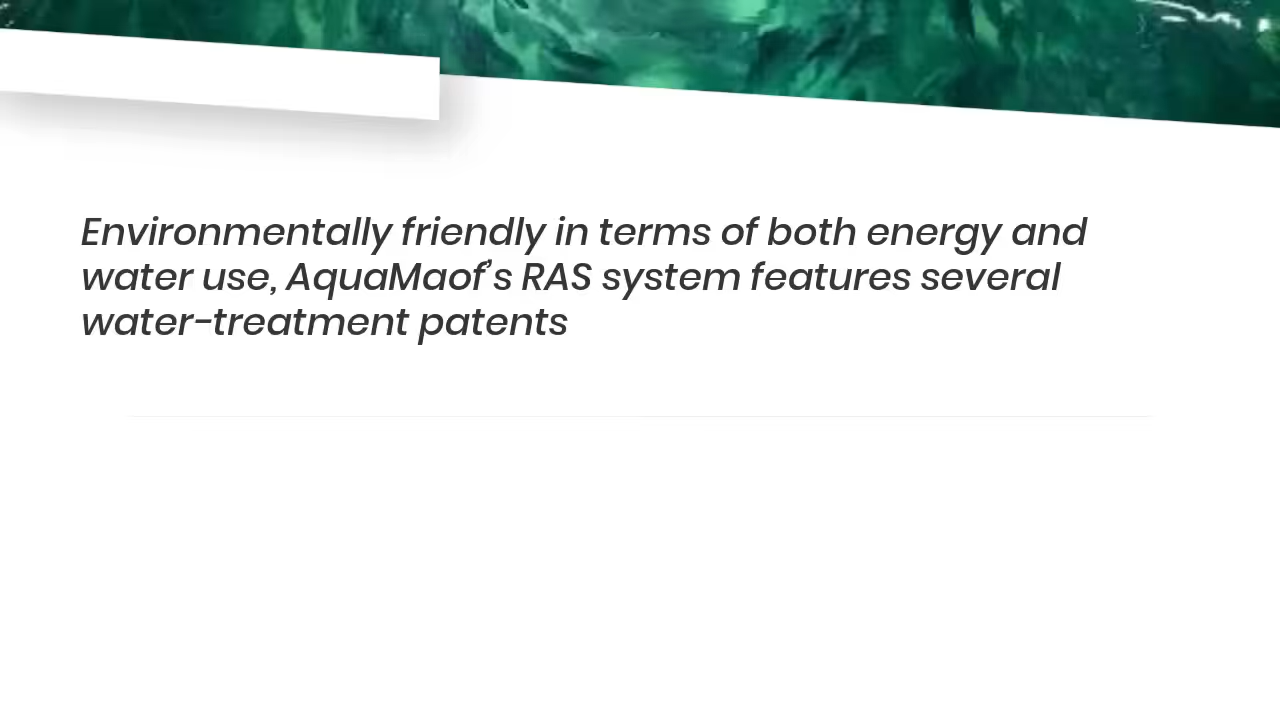 Environmentally friendly in terms of both energy and
water use, AquaMaof’s RAS system features several
water-treatment patents